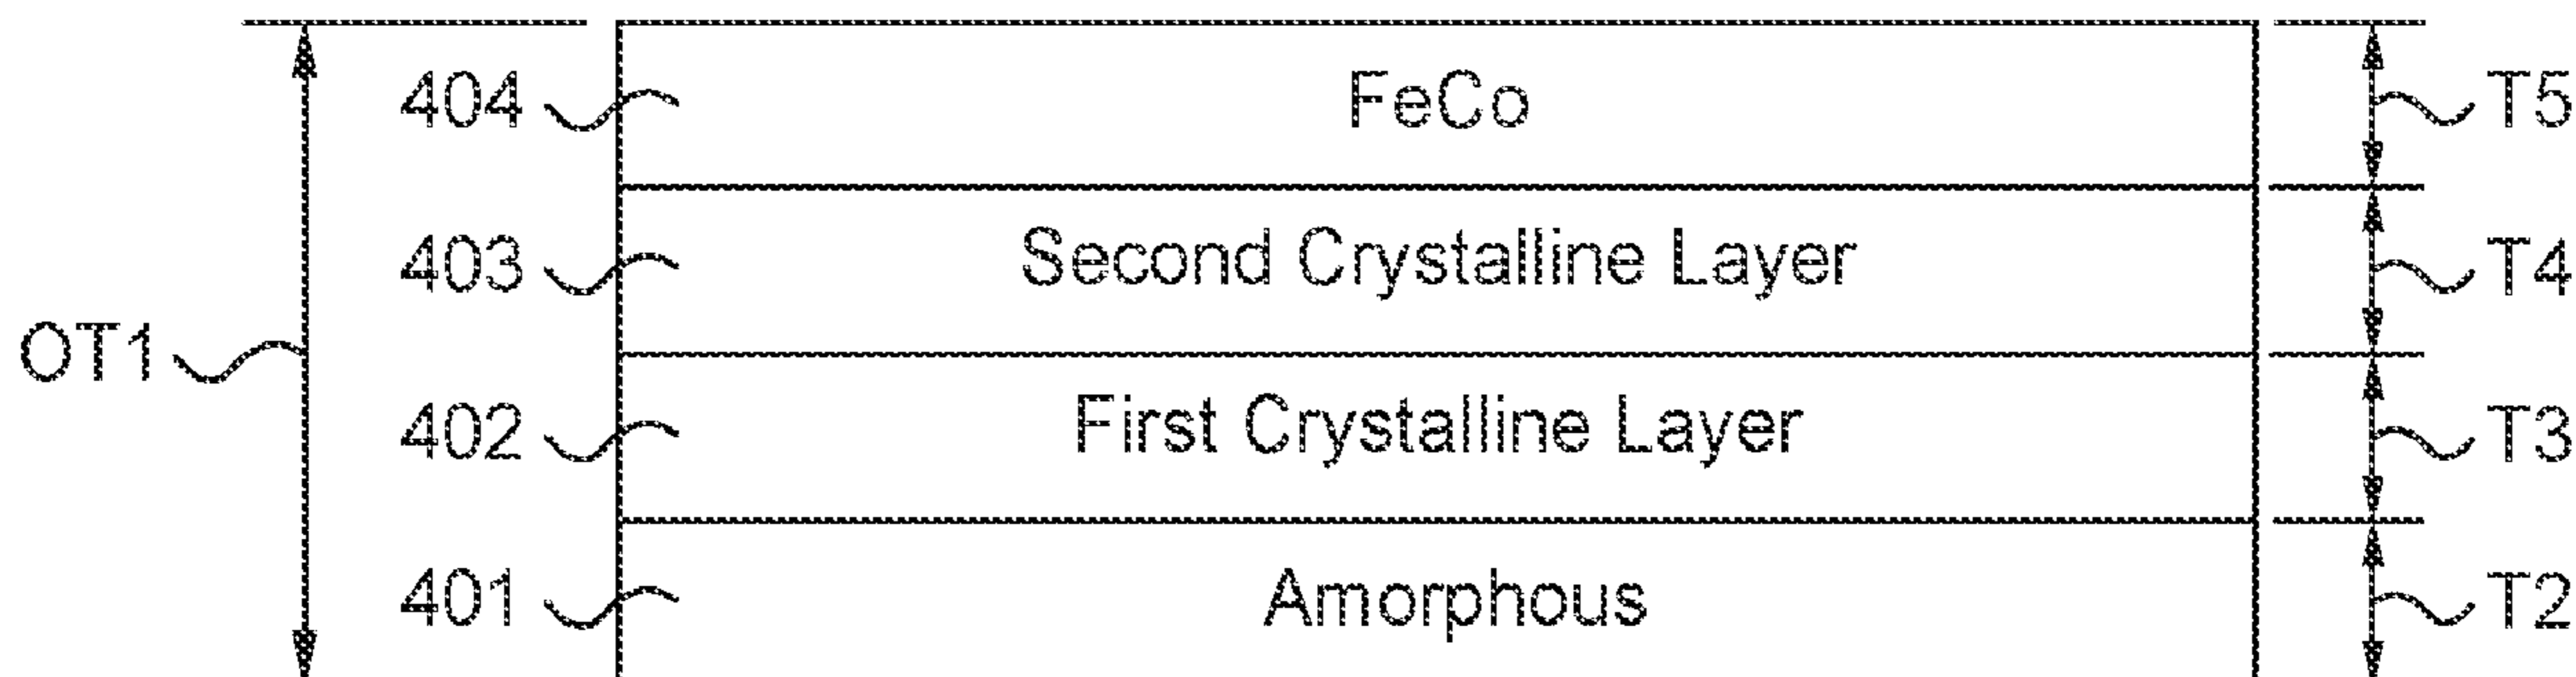 404 FeCo T5
403 Second Crystalline Layer T4
OT1
402 First Crystalline Layer T3
401 Amorphous T2